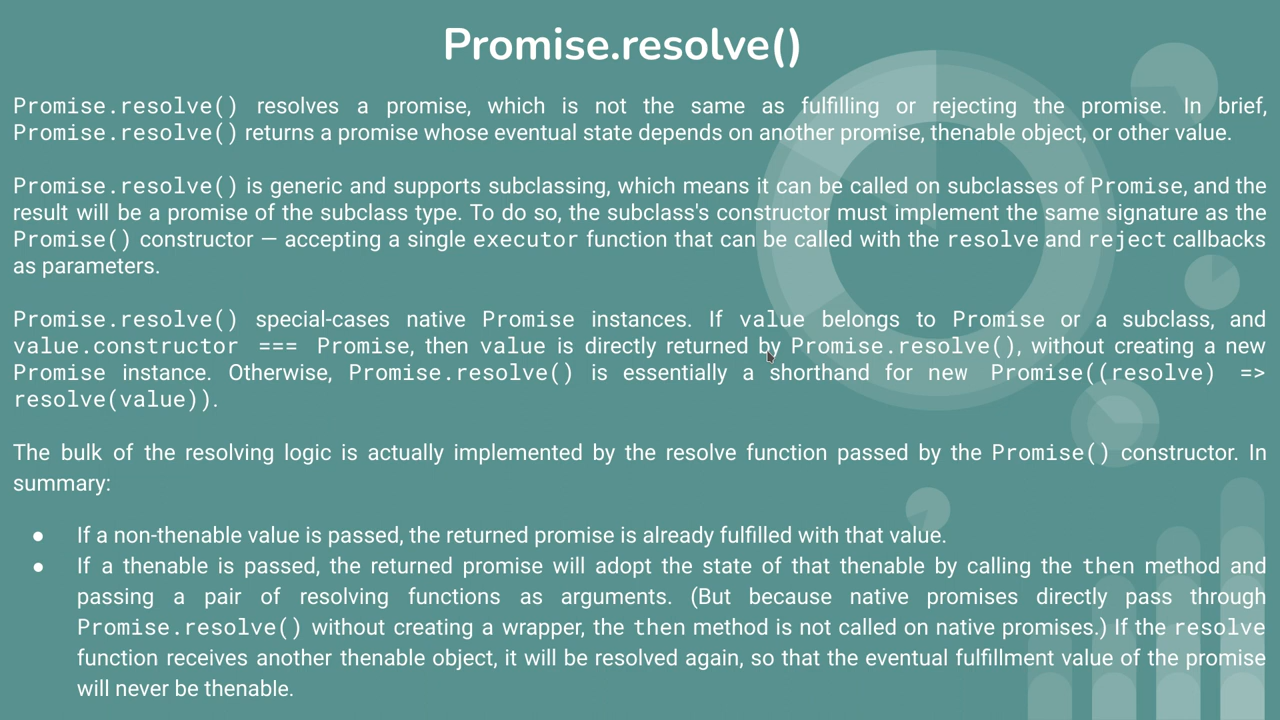 Promise.resolve()
Promise.resolve() resolves a promise, which is not the same as fulfilling or rejecting the promise. In brief,
Promise.resolve() returns a promise whose eventual state depends on another promise, thenable object, or other value.
Promise.resolve() is generic and supports subclassing, which means it can be called on subclasses of Promise, and the
result will be a promise of the subclass type. To do so, the subclass's constructor must implement the same signature as the
Promise() constructor — accepting a single executor function that can be called with the resolve and reject callbacks
as parameters.
Promise.resolve() special-cases native Promise instances. If value belongs to Promise or a subclass, and
value.constructor === Promise, then value is directly returned by Promise.resolve(), without creating a new
Promise instance. Otherwise, Promise.resolve() is essentially a shorthand for new Promise((resolve) =>
resolve(value)).
The bulk of the resolving logic is actually implemented by the resolve function passed by the Promise() constructor. In
summary:
● If a non-thenable value is passed, the returned promise is already fulfilled with that value.
● If a thenable is passed, the returned promise will adopt the state of that thenable by calling the then method and
passing a pair of resolving functions as arguments. (But because native promises directly pass through
Promise.resolve() without creating a wrapper, the then method is not called on native promises.) If the resolve
function receives another thenable object, it will be resolved again, so that the eventual fulfillment value of the promise
will never be thenable.